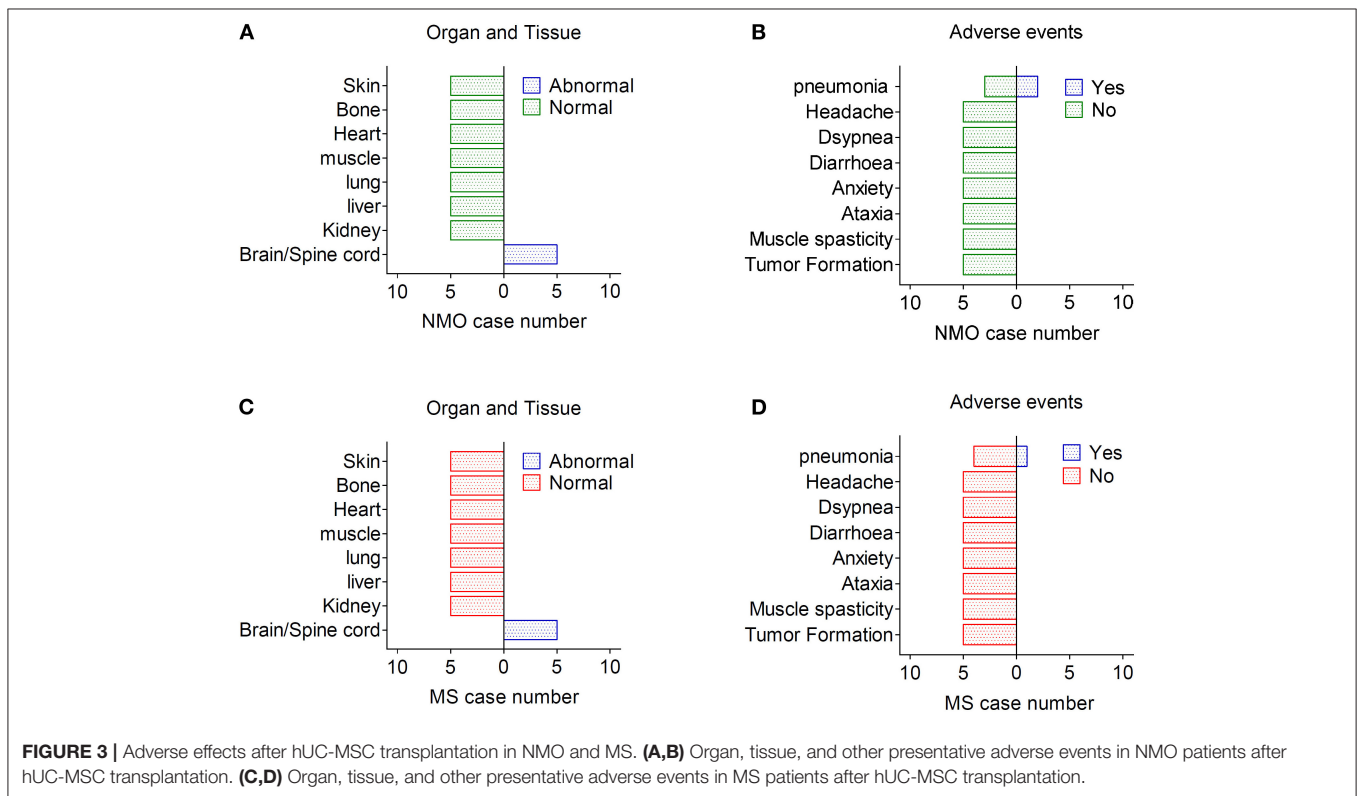 A
Organ and Tissue
Skin
Bone
Heart
muscle
lung
liver
Kidney
Brain/Spine cord
Abnormal
Normal
10 5 0 5 10
NMO case number
B
Adverse events
pneumonia
Headache
Dsypnea
Diarrhoea
Anxiety
Ataxia
Muscle spasticity
Tumor Formation
Yes
No
10 5 0 5 10
NMO case number
C
Organ and Tissue
Skin
Bone
Heart
muscle
lung
liver
Kidney
Brain/Spine cord
Abnormal
Normal
10 5 0 5 10
MS case number
D
Adverse events
pneumonia
Headache
Dsypnea
Diarrhoea
Anxiety
Ataxia
Muscle spasticity
Tumor Formation
Yes
No
10 5 0 5 10
MS case number
FIGURE 3 | Adverse effects after hUC-MSC transplantation in NMO and MS. (A,B) Organ, tissue, and other presentative adverse events in NMO patients after
hUC-MSC transplantation. (C,D) Organ, tissue, and other presentative adverse events in MS patients after hUC-MSC transplantation.